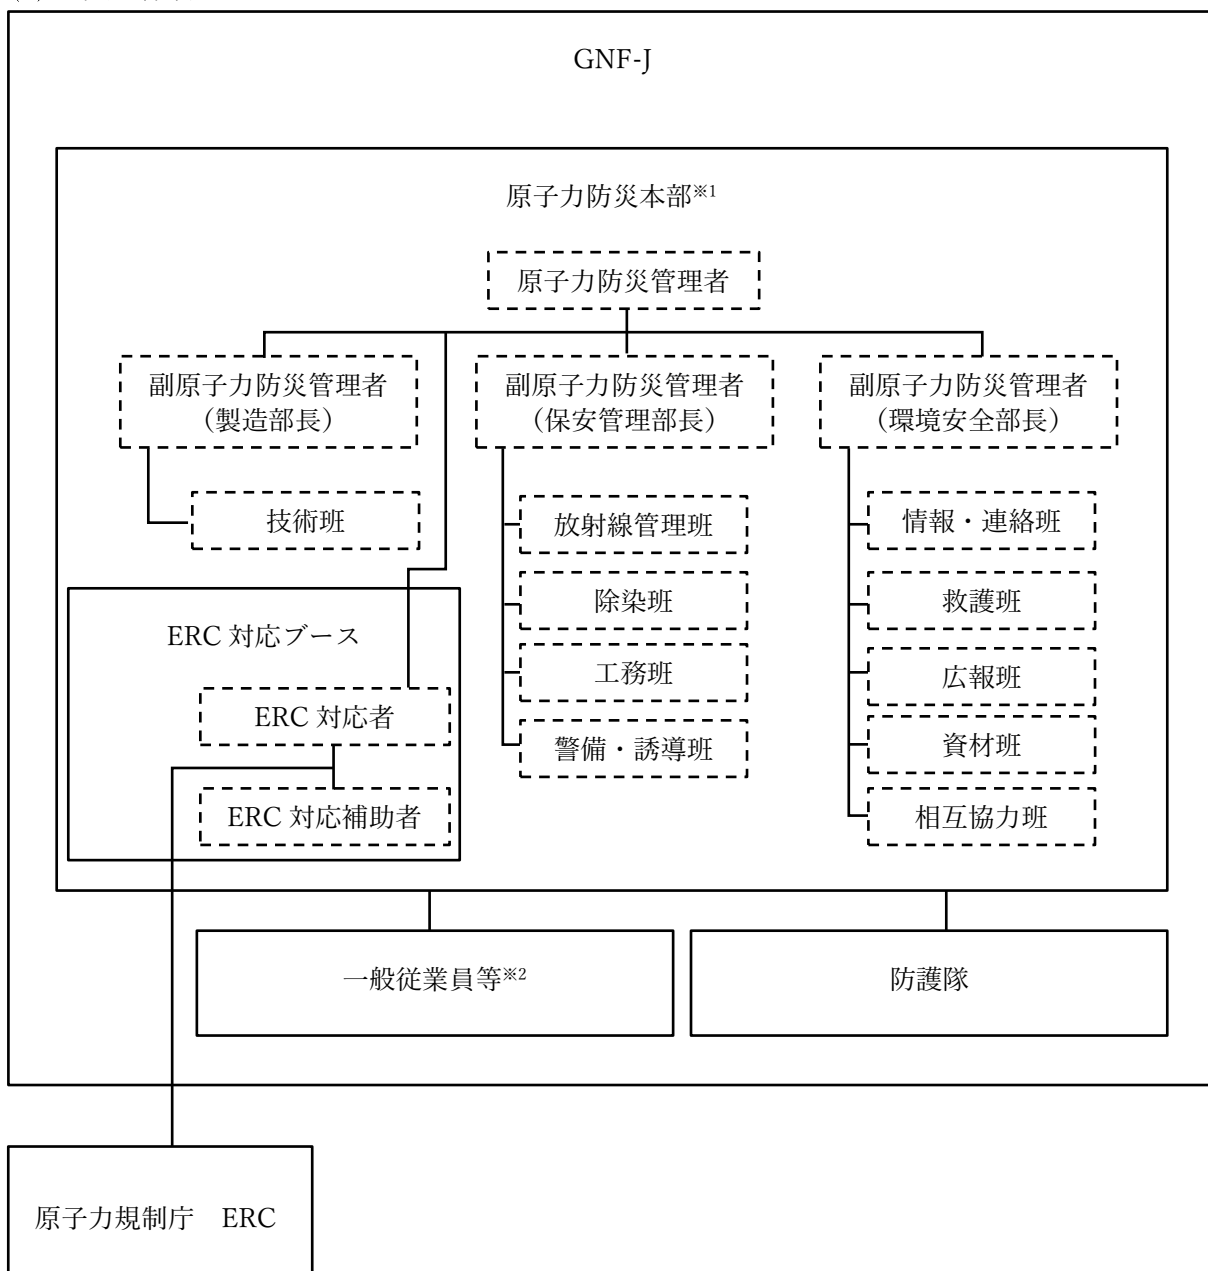 GNF-J
原子力防災本部※1
原子力防災管理者
副原子力防災管理者
(製造部長)
副原子力防災管理者
(保安管理部長)
副原子力防災管理者
(環境安全部長)
技術班
放射線管理班
除染班
工務班
警備・誘導班
情報・連絡班
救護班
広報班
資材班
相互協力班
ERC 対応ブース
ERC 対応者
ERC 対応補助者
一般従業員等※2
防護隊
原子力規制庁　ERC